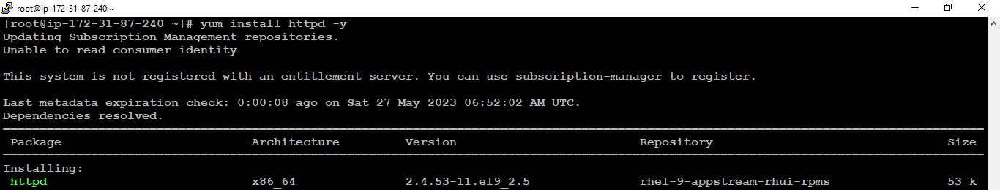 root@ip-172-31-87-240:~
[root@ip-172-31-87-240 ~]# yum install httpd -y
Updating Subscription Management repositories.
Unable to read consumer identity
This system is not registered with an entitlement server. You can use subscription-manager to register.
Last metadata expiration check: 0:00:08 ago on Sat 27 May 2023 06:52:02 AM UTC.
Dependencies resolved.
Package Architecture Version Repository Size
Installing:
httpd x86_64 2.4.53-11.el9_2.5 rhel-9-appstream-rhui-rpms 53 k